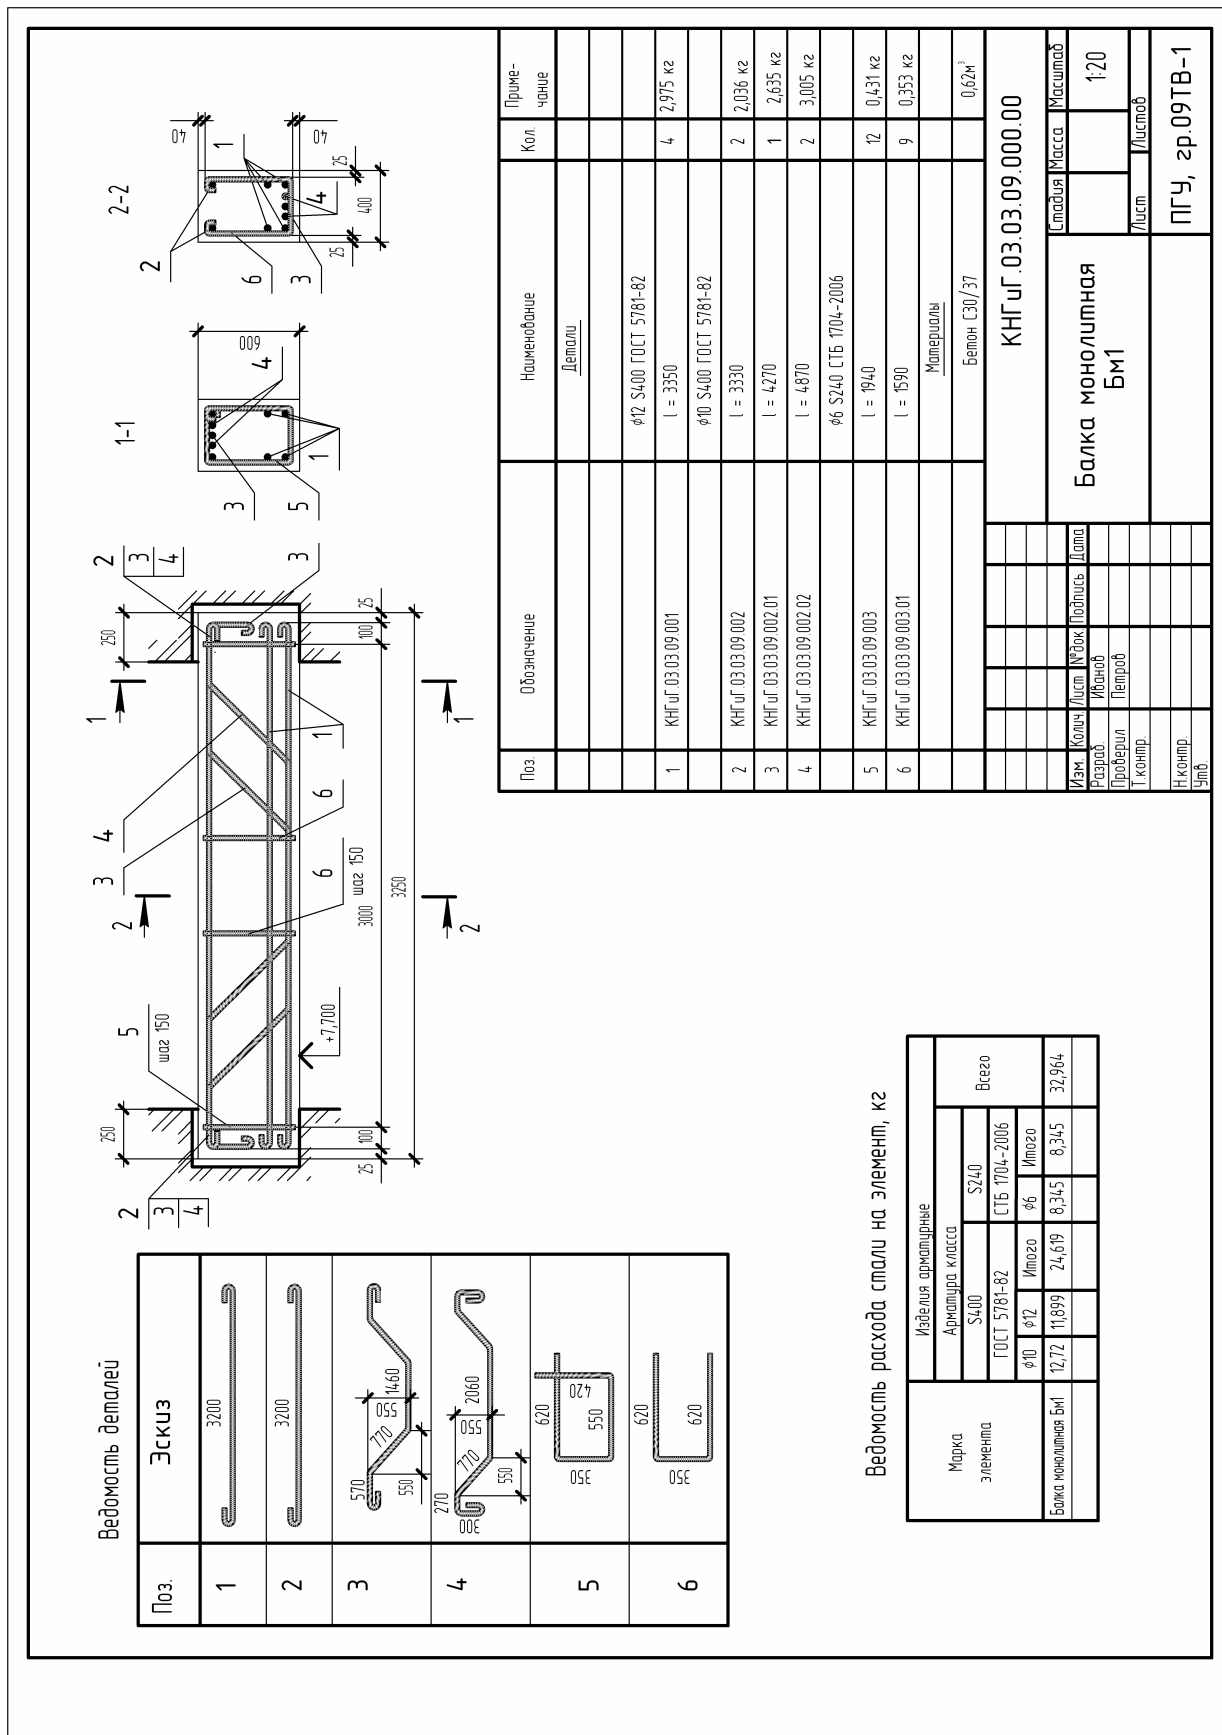 Ведомость деталей
Поз.
Эскиз
1
3200
2
3200
3
570
770
550
550
1460
4
270
300
770
550
550
2060
5
620
350
550
420
6
620
350
620
2
3
4
250
5
шаг 150
2
3
4
1
2
3
4
250
3
25
100
+7,700
3000
шаг 150
6
6
1
100
25
3250
2
1
1-1
600
3
4
5
1
2-2
2
40
1
6
3
4
40
25
400
25
Ведомость расхода стали на элемент, кг
Марка
элемента
Изделия арматурные
Арматура класса
Всего
S400
S240
ГОСТ 5781-82
СТБ 1704-2006
ϕ10
ϕ12
Итого
ϕ6
Итого
Балка монолитная Бм1
12,72
11,899
24,619
8,345
8,345
32,964
Поз.
Обозначение
Наименование
Кол.
Приме-
чание
Детали
ϕ12 S400 ГОСТ 5781-82
1 КНГиГ.03.03.09.001 l = 3350 4 2,975 кг
ϕ10 S400 ГОСТ 5781-82
2 КНГиГ.03.03.09.002 l = 3330 2 2,036 кг
3 КНГиГ.03.03.09.002.01 l = 4270 1 2,635 кг
4 КНГиГ.03.03.09.002.02 l = 4870 2 3,005 кг
ϕ6 S240 СТБ 1704-2006
5 КНГиГ.03.03.09.003 l = 1940 12 0,431 кг
6 КНГиГ.03.03.09.003.01 l = 1590 9 0,353 кг
Материалы
Бетон С30/37 0,62м³
КНГиГ.03.03.09.000.00
Изм. Колич. Лист №док Подпись Дата
Разраб. Иванов
Проверил Петров
Т.контр.
Н.контр.
Утв.
Балка монолитная
Бм1
Стадия Масса Масштаб
1:20
Лист Листов
ПГУ, гр.09ТВ-1